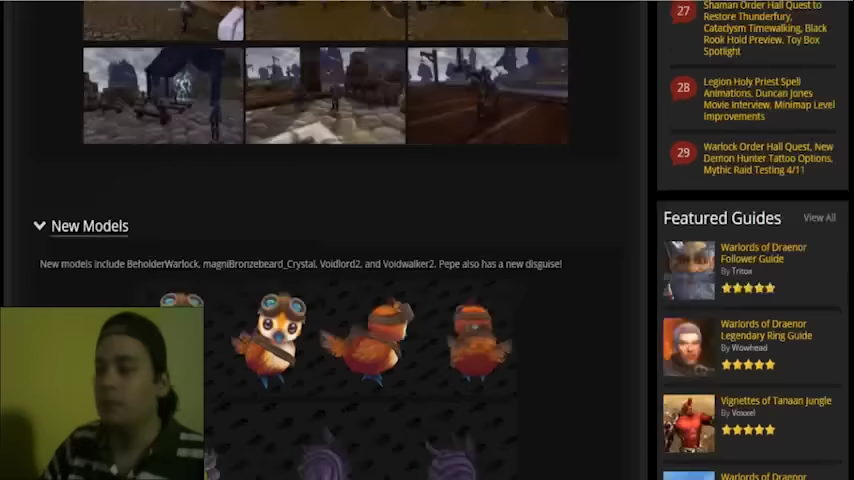 27
Shaman Order Hall Quest to
Restore Thunderfury,
Cataclysm Timewalking, Black
Rook Hold Preview, Toy Box
Spotlight
28
Legion Holy Priest Spell
Animations, Duncan Jones
Movie Interview, Minimap Level
Improvements
29
Warlock Order Hall Quest, New
Demon Hunter Tattoo Options,
Mythic Raid Testing 4/11
New Models
New models include BeholderWarlock, magniBronzebeard_Crystal, Voidlord2, and Voidwalker2. Pepe also has a new disguise!
Featured Guides
View All
Warlords of Draenor
Follower Guide
By Tritox
Warlords of Draenor
Legendary Ring Guide
By Wowhead
Vignettes of Tanaan Jungle
By Voxxel
Warlords of Draenor